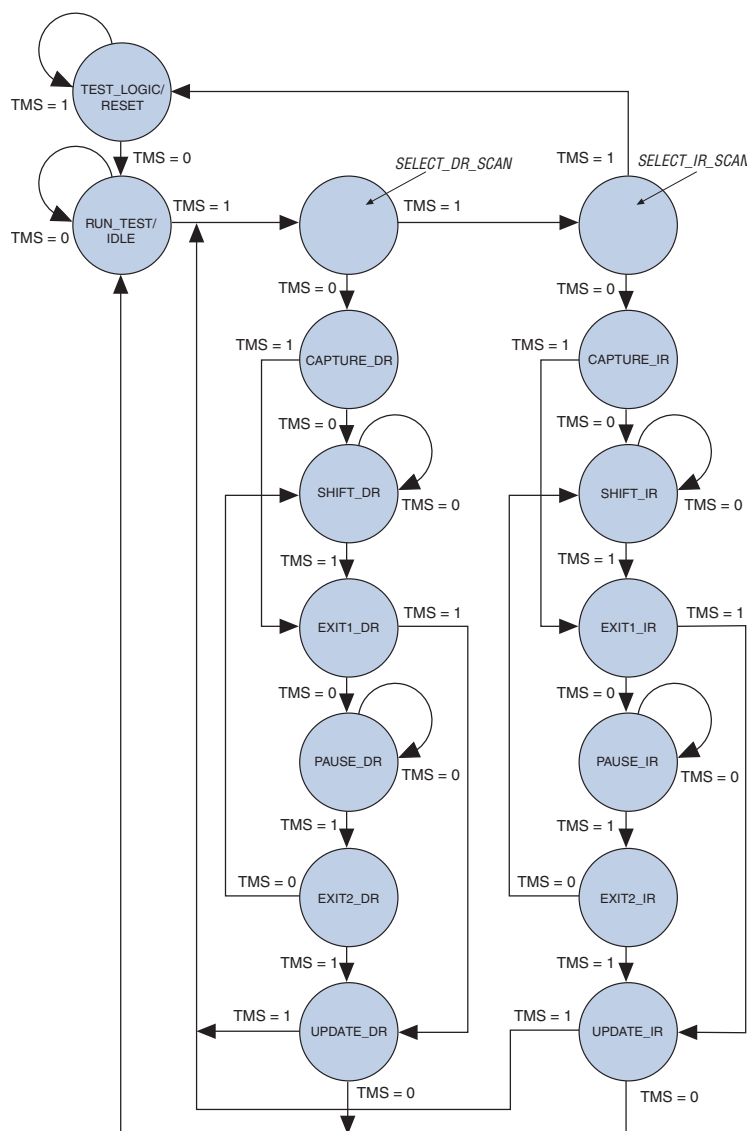 TEST_LOGIC/
RESET
TMS = 1
TMS = 0
SELECT_DR_SCAN
TMS = 1
SELECT_IR_SCAN
RUN_TEST/
IDLE
TMS = 0
TMS = 1
TMS = 1
TMS = 0
TMS = 0
TMS = 1
CAPTURE_DR
TMS = 1
CAPTURE_IR
TMS = 0
TMS = 0
SHIFT_DR
TMS = 0
SHIFT_IR
TMS = 0
TMS = 1
TMS = 1
EXIT1_DR
TMS = 1
EXIT1_IR
TMS = 1
TMS = 0
TMS = 0
PAUSE_DR
TMS = 0
PAUSE_IR
TMS = 0
TMS = 1
TMS = 1
TMS = 0
EXIT2_DR
TMS = 0
EXIT2_IR
TMS = 1
TMS = 1
TMS = 1
UPDATE_DR
TMS = 1
UPDATE_IR
TMS = 0
TMS = 0